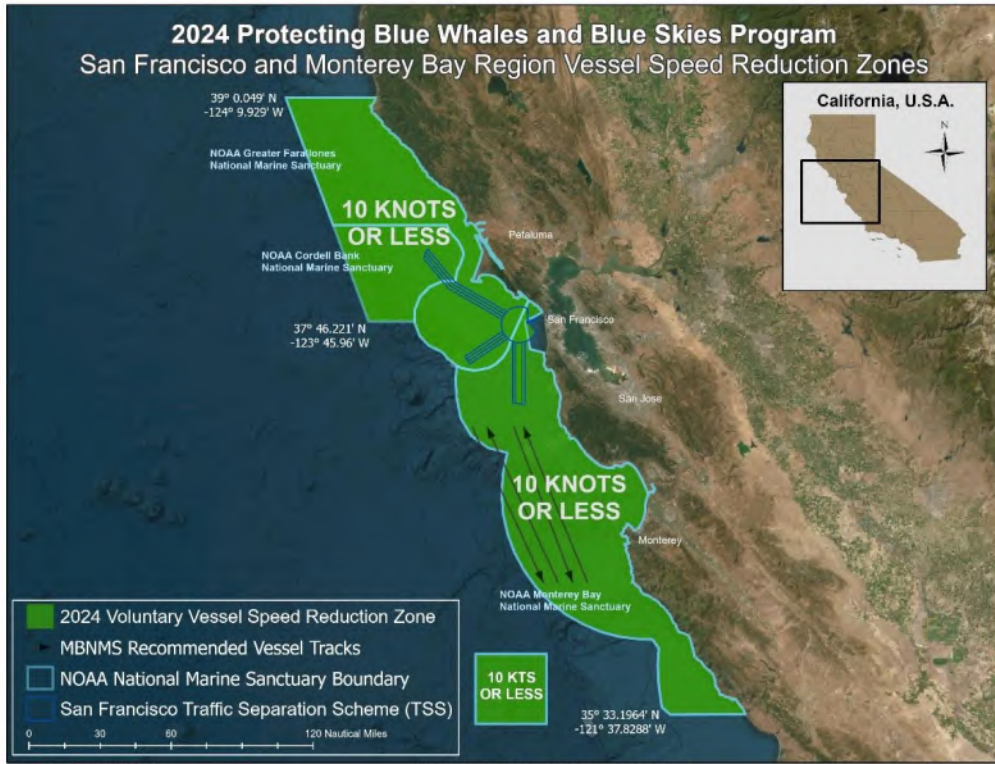 2024 Protecting Blue Whales and Blue Skies Program
San Francisco and Monterey Bay Region Vessel Speed Reduction Zones
39° 0.049' N
-124° 9.929' W
California, U.S.A.
N
NOAA Greater Farallones
National Marine Sanctuary
10 KNOTS
OR LESS
Petaluma
NOAA Cordell Bank
National Marine Sanctuary
37° 46.221' N
-123° 45.96' W
San Francisco
San Jose
10 KNOTS
OR LESS
Monterey
NOAA Monterey Bay
National Marine Sanctuary
2024 Voluntary Vessel Speed Reduction Zone
MBNMS Recommended Vessel Tracks
NOAA National Marine Sanctuary Boundary
San Francisco Traffic Separation Scheme (TSS)
0 30 60 120 Nautical Miles
10 KTS
OR LESS
35° 33.1964' N
-121° 37.8288' W